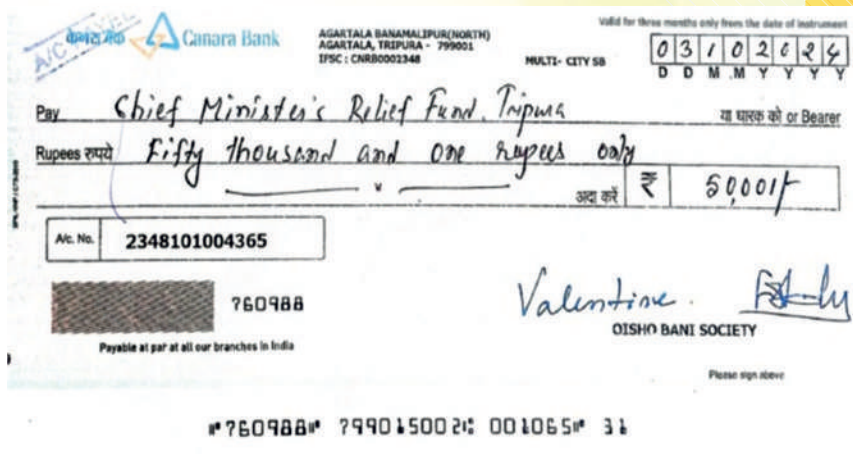 Valid for three months only from the date of instrument
A/C PAYEE
केनरा बैंक Canara Bank
AGARTALA BANAMALIPUR(NORTH)
AGARTALA, TRIPURA - 799001
IFSC : CNRB0002348
MULTI- CITY SB
0 3 1 0 2 0 2 4
D D M M Y Y Y Y
Pay Chief Minister's Relief Fund, Tripura या धारक को or Bearer
Rupees रुपये Fifty thousand and one rupees only
अदा करें ₹ 50,001/-
A/c. No. 2348101004365
760988
Payable at par at all our branches in India
Valentine
OISHO BANI SOCIETY
Please sign above
⑈760988⑈ 799015002⑆ 001065⑈ 31